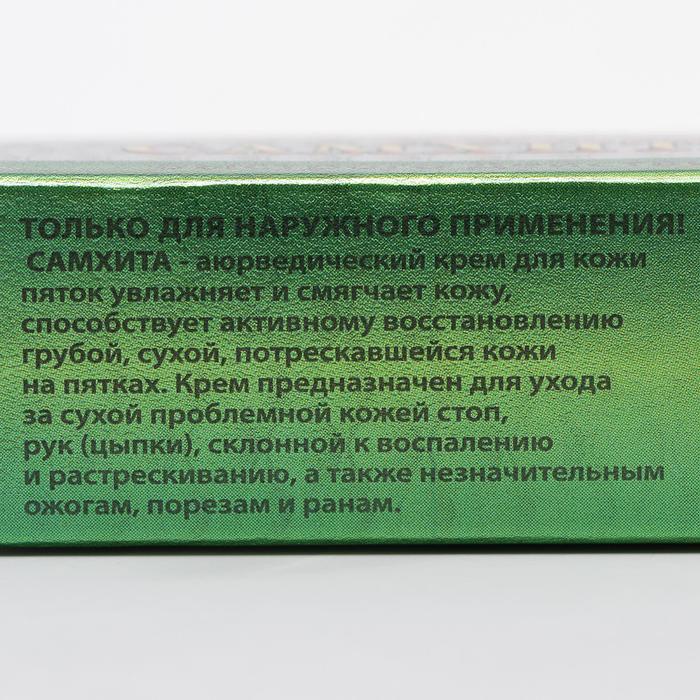 ТОЛЬКО ДЛЯ НАРУЖНОГО ПРИМЕНЕНИЯ!
САМХИТА - аюрведический крем для кожи
пяток увлажняет и смягчает кожу,
способствует активному восстановлению
грубой, сухой, потрескавшейся кожи
на пятках. Крем предназначен для ухода
за сухой проблемной кожей стоп,
рук (цыпки), склонной к воспалению
и растрескиванию, а также незначительным
ожогам, порезам и ранам.